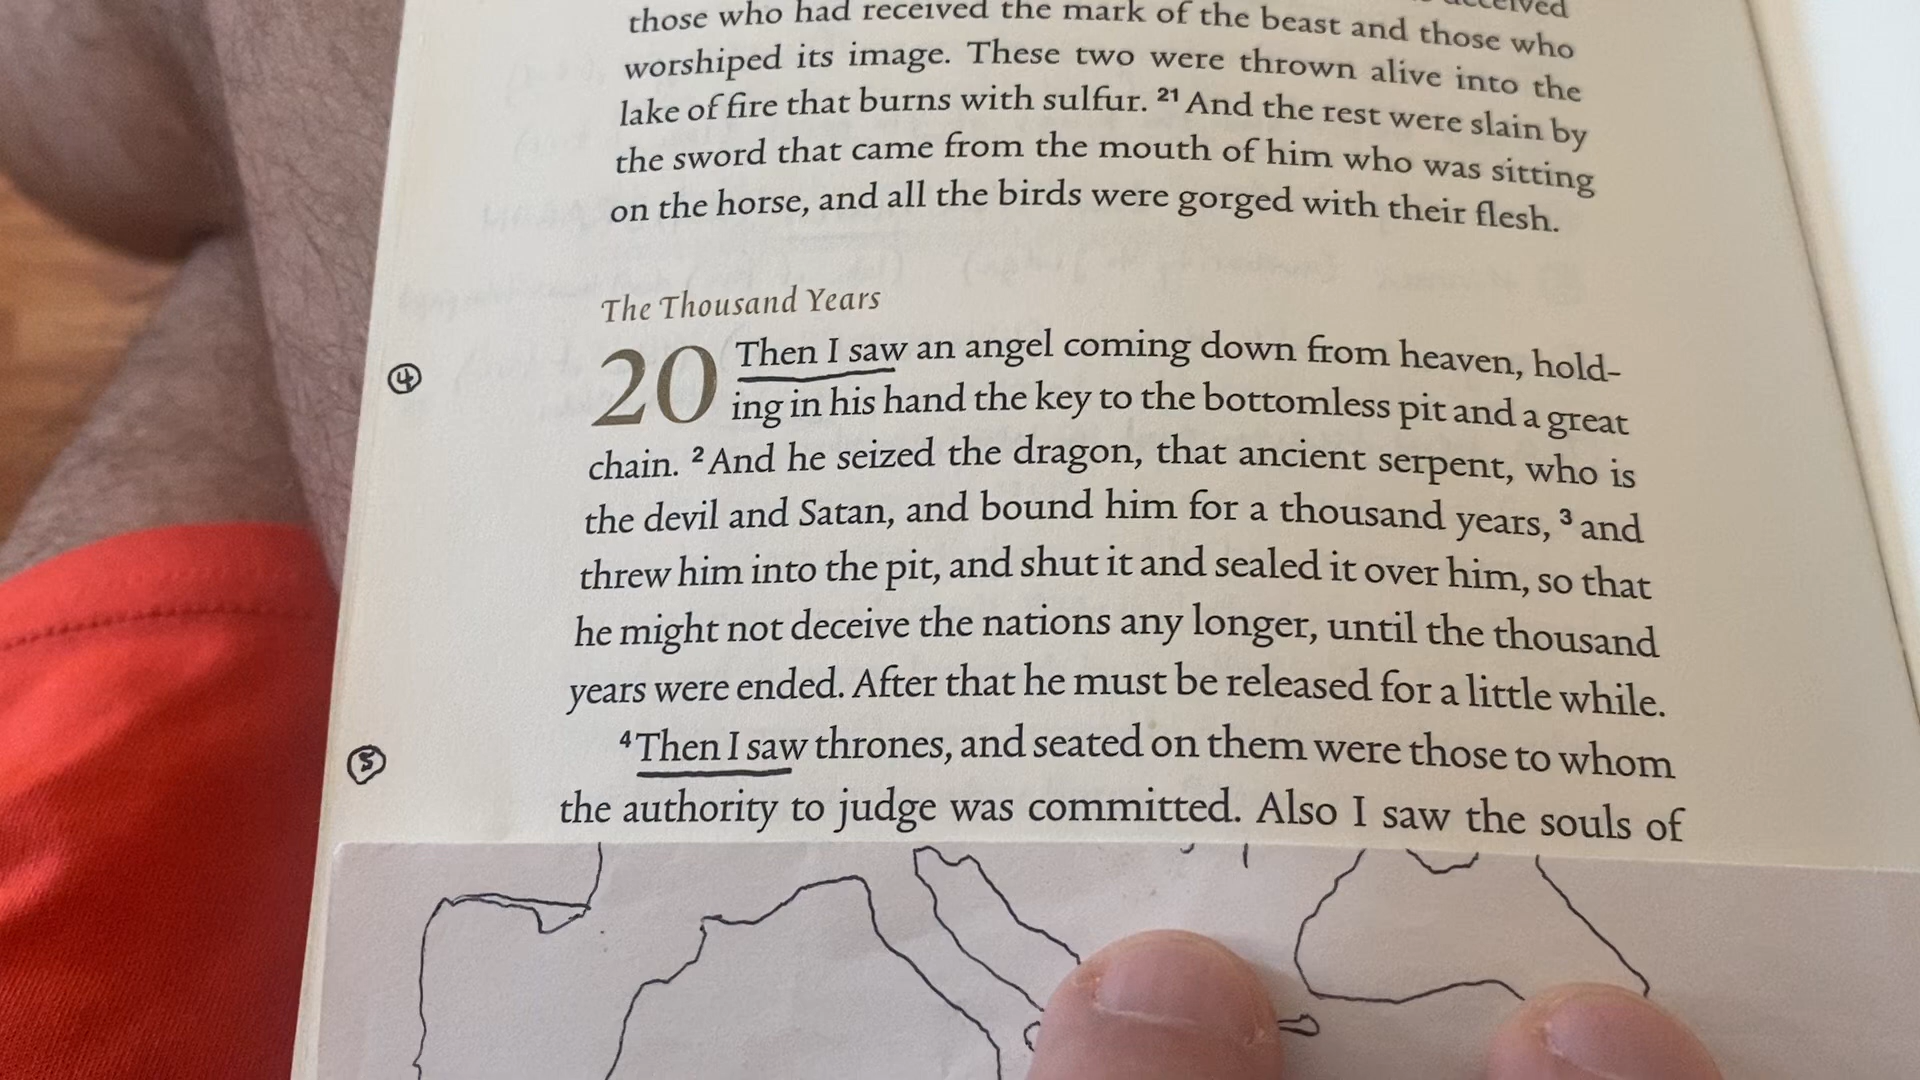 those who had received the mark of the beast and those who
worshiped its image. These two were thrown alive into the
lake of fire that burns with sulfur. 21 And the rest were slain by
the sword that came from the mouth of him who was sitting
on the horse, and all the birds were gorged with their flesh.
The Thousand Years
④ 20 Then I saw an angel coming down from heaven, hold-
ing in his hand the key to the bottomless pit and a great
chain. 2 And he seized the dragon, that ancient serpent, who is
the devil and Satan, and bound him for a thousand years, 3 and
threw him into the pit, and shut it and sealed it over him, so that
he might not deceive the nations any longer, until the thousand
years were ended. After that he must be released for a little while.
⑤ 4 Then I saw thrones, and seated on them were those to whom
the authority to judge was committed. Also I saw the souls of